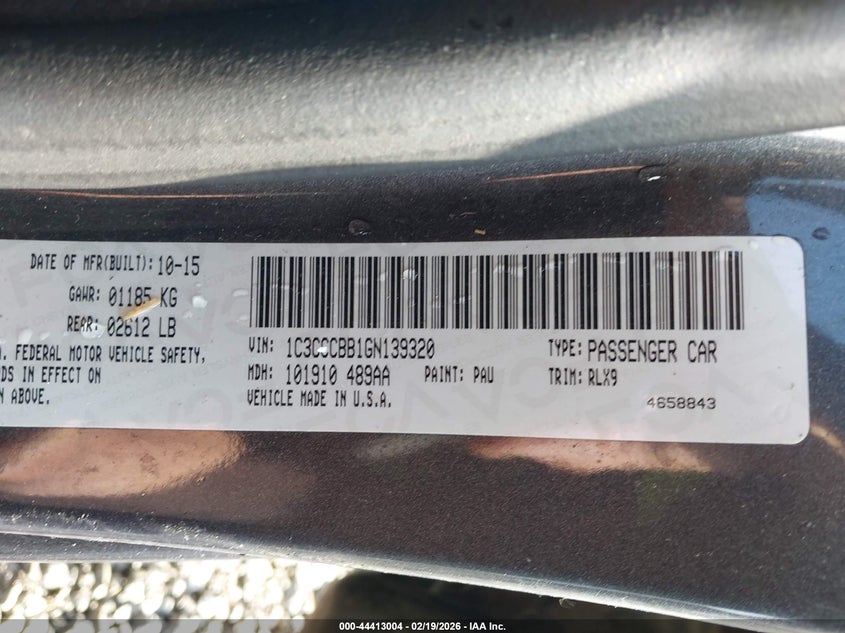 DATE OF MFR(BUILT): 10-15
GAWR: 01185 KG
REAR: 02612 LB
FEDERAL MOTOR VEHICLE SAFETY,
IN EFFECT ON
ABOVE.
VIN: 1C3CCCBB1GN139320 TYPE: PASSENGER CAR
MDH: 101910 489AA PAINT: PAU TRIM: RLX9
VEHICLE MADE IN U.S.A. 4658843
000-44413004 - 02/19/2026 - IAA Inc.